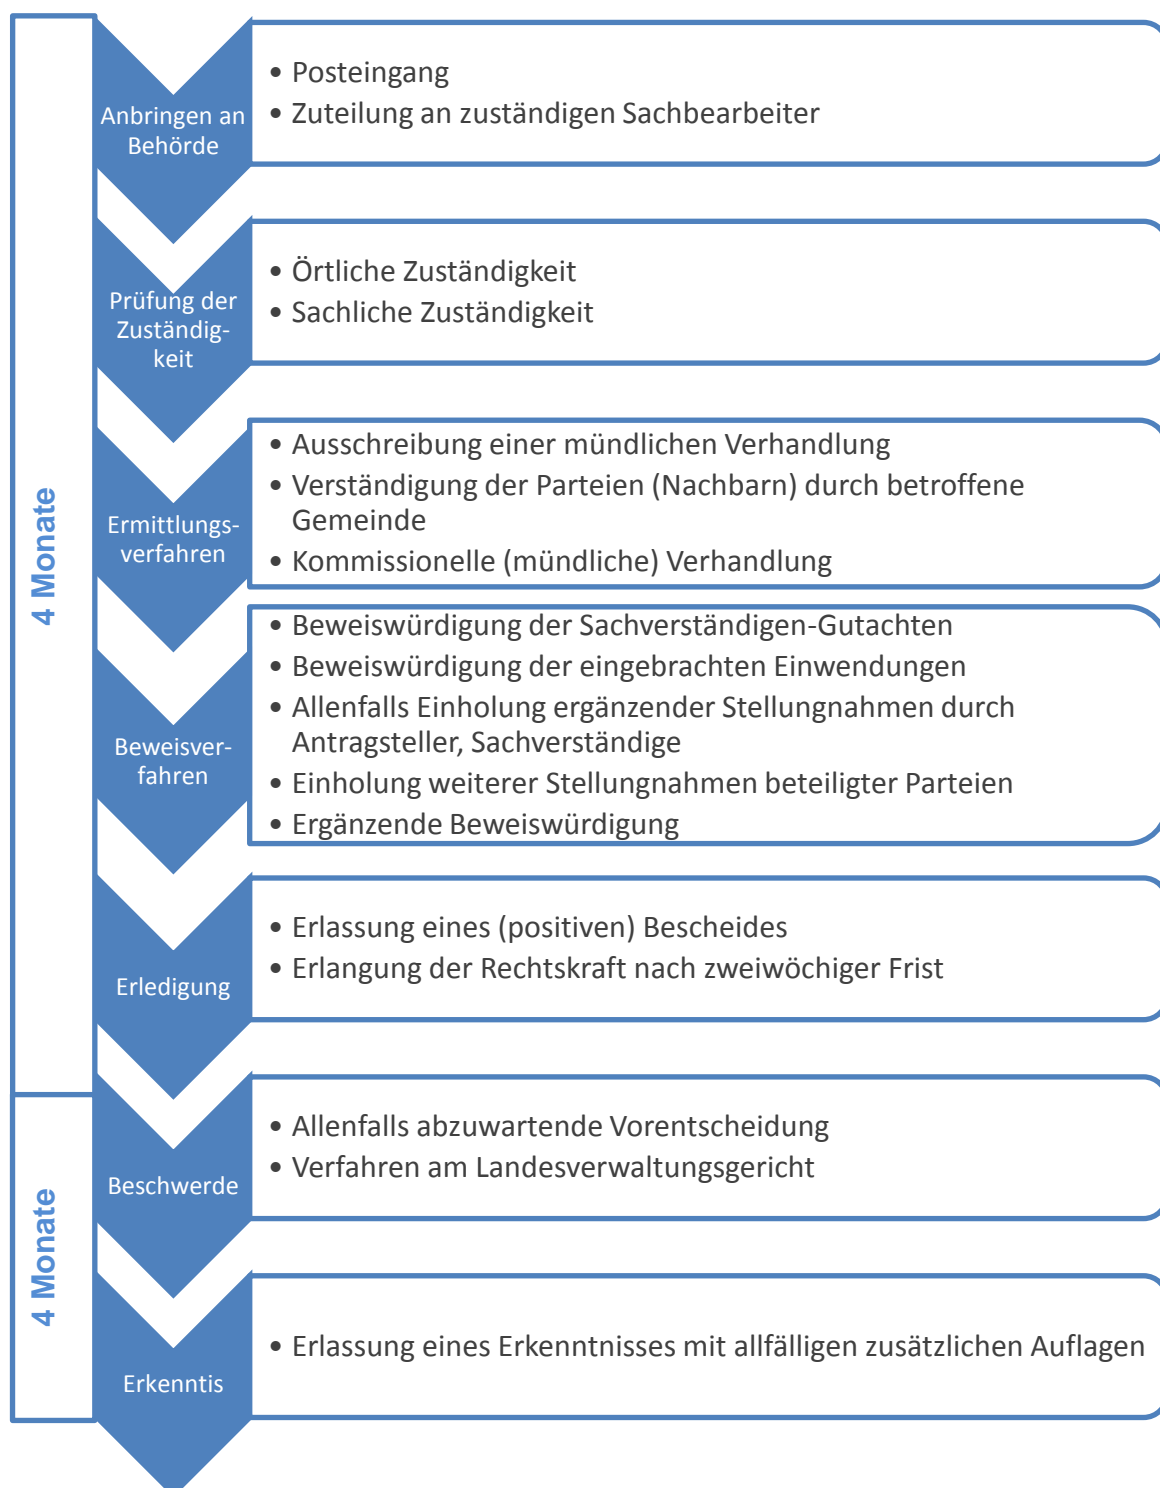 4 Monate
Anbringen an
Behörde
• Posteingang
• Zuteilung an zuständigen Sachbearbeiter
Prüfung der
Zuständig-
keit
• Örtliche Zuständigkeit
• Sachliche Zuständigkeit
Ermittlungs-
verfahren
• Ausschreibung einer mündlichen Verhandlung
• Verständigung der Parteien (Nachbarn) durch betroffene
Gemeinde
• Kommissionelle (mündliche) Verhandlung
Beweisver-
fahren
• Beweiswürdigung der Sachverständigen-Gutachten
• Beweiswürdigung der eingebrachten Einwendungen
• Allenfalls Einholung ergänzender Stellungnahmen durch
Antragsteller, Sachverständige
• Einholung weiterer Stellungnahmen beteiligter Parteien
• Ergänzende Beweiswürdigung
Erledigung
• Erlassung eines (positiven) Bescheides
• Erlangung der Rechtskraft nach zweiwöchiger Frist
4 Monate
Beschwerde
• Allenfalls abzuwartende Vorentscheidung
• Verfahren am Landesverwaltungsgericht
Erkenntis
• Erlassung eines Erkenntnisses mit allfälligen zusätzlichen Auflagen